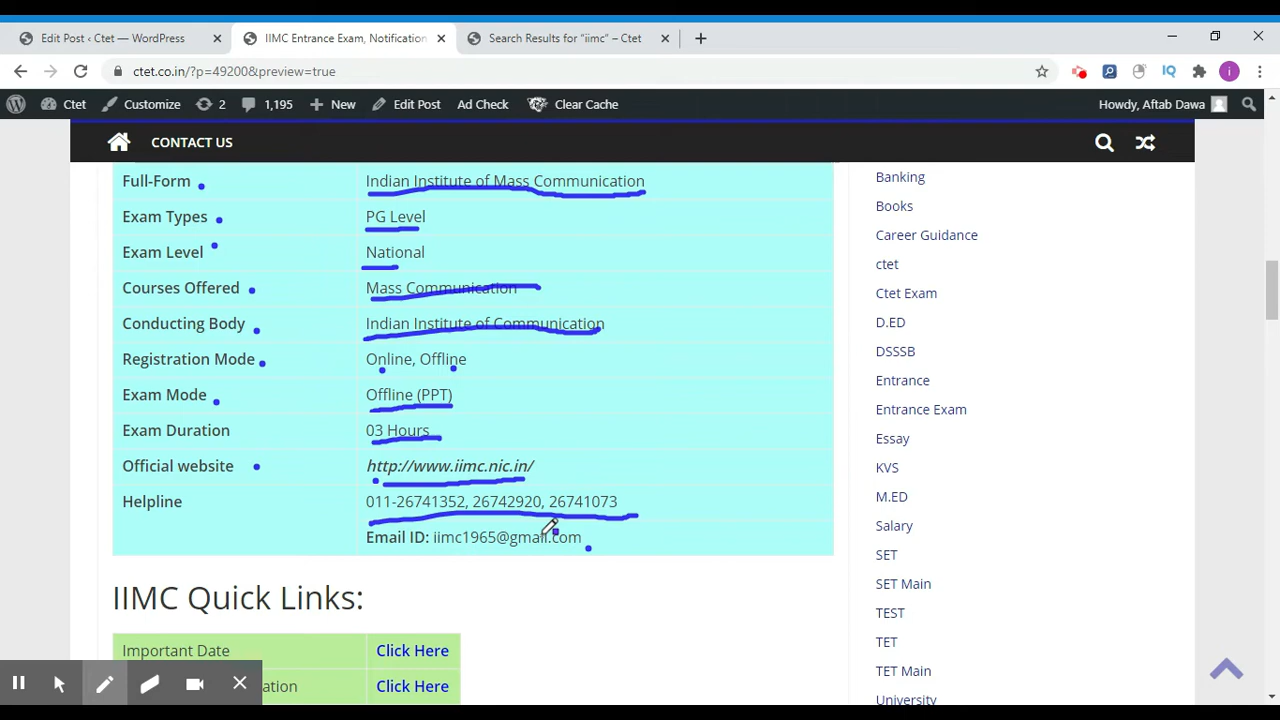 Edit Post ‹ Ctet — WordPress
IIMC Entrance Exam, Notification
Search Results for “iimc” – Ctet
ctet.co.in/?p=49200&preview=true
Ctet Customize 2 1,195 New Edit Post Ad Check Clear Cache Howdy, Aftab Dawa
CONTACT US
Full-Form Indian Institute of Mass Communication
Exam Types PG Level
Exam Level National
Courses Offered Mass Communication
Conducting Body Indian Institute of Communication
Registration Mode Online, Offline
Exam Mode Offline (PPT)
Exam Duration 03 Hours
Official website http://www.iimc.nic.in/
Helpline 011-26741352, 26742920, 26741073
Email ID: iimc1965@gmail.com
IIMC Quick Links:
Important Date Click Here
Click Here
Banking
Books
Career Guidance
ctet
Ctet Exam
D.ED
DSSSB
Entrance
Entrance Exam
Essay
KVS
M.ED
Salary
SET
SET Main
TEST
TET
TET Main
University